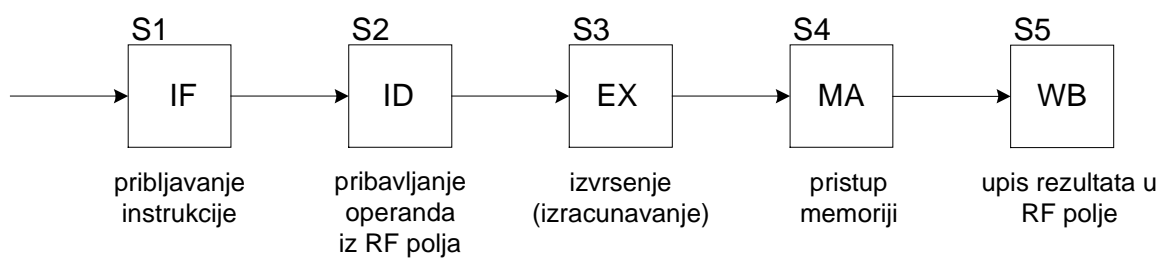 S1
S2
S3
S4
S5
IF
ID
EX
MA
WB
pribljavanje
instrukcije
pribavljanje
operanda
iz RF polja
izvrsenje
(izracunavanje)
pristup
memoriji
upis rezultata u
RF polje